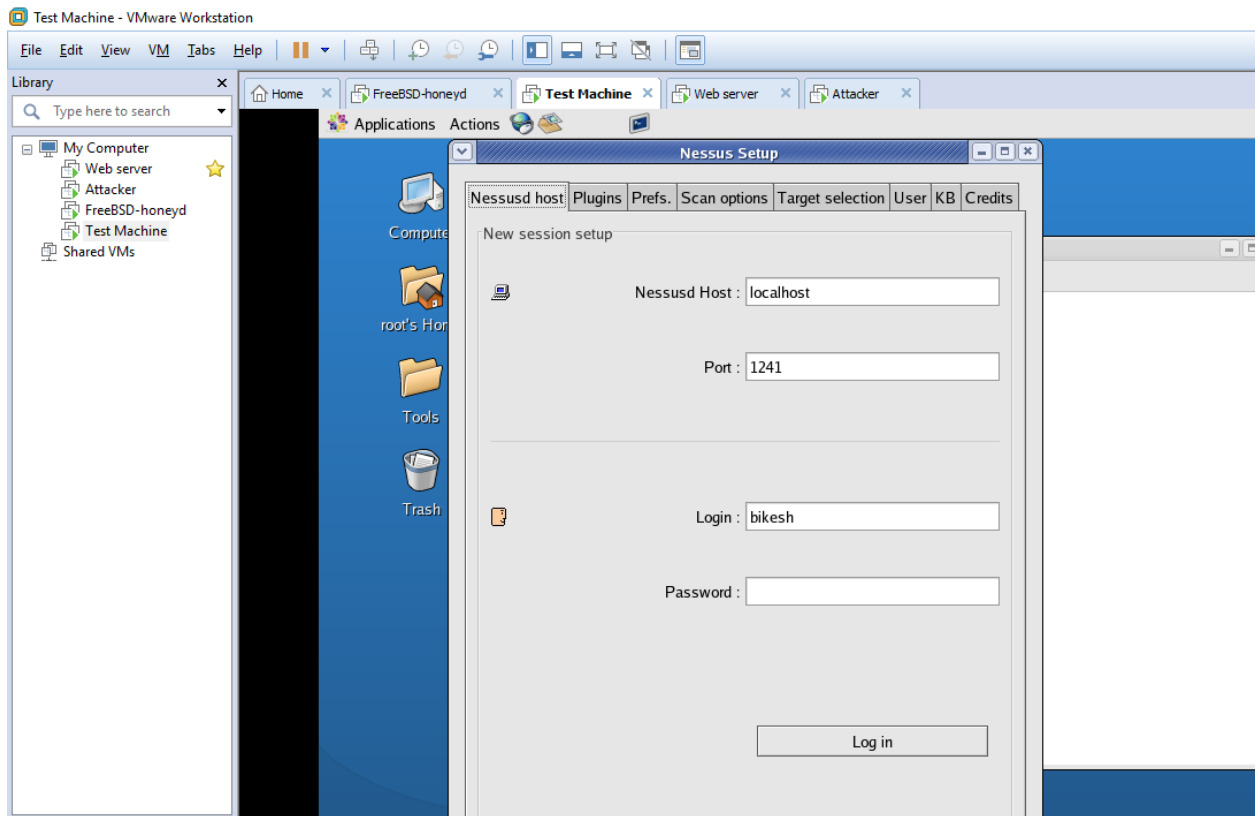 Test Machine - VMware Workstation
File Edit View VM Tabs Help
Library
Type here to search
My Computer
Web server
Attacker
FreeBSD-honeyd
Test Machine
Shared VMs
Home FreeBSD-honeyd Test Machine Web server Attacker
Applications Actions
Nessus Setup
Nessusd host Plugins Prefs. Scan options Target selection User KB Credits
New session setup
Nessusd Host : localhost
Port : 1241
Login : bikesh
Password :
Log in
Compute
root's Hor
Tools
Trash